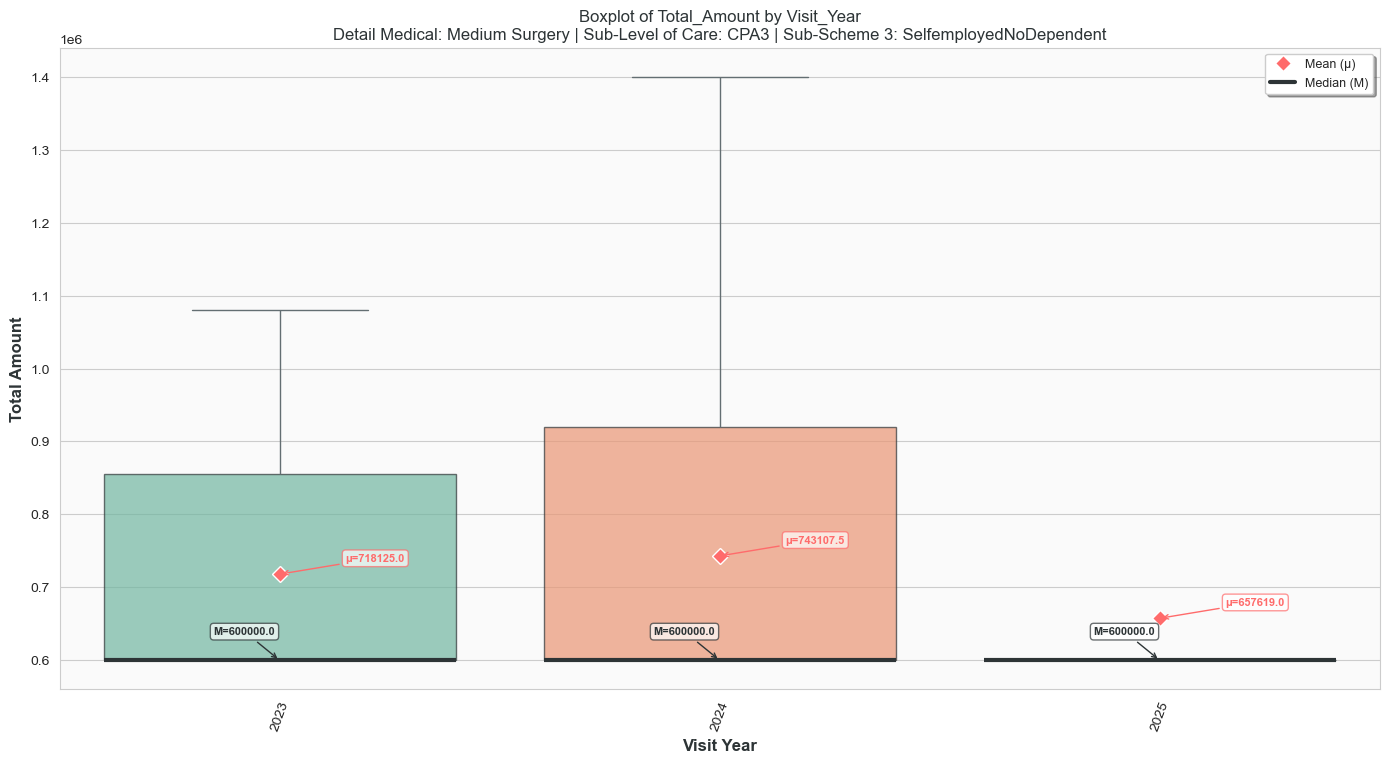 Boxplot of Total_Amount by Visit_Year
Detail Medical: Medium Surgery | Sub-Level of Care: CPA3 | Sub-Scheme 3: SelfemployedNoDependent
1e6
Mean (μ)
Median (M)
1.4
1.3
1.2
1.1
1.0
0.9
0.8
0.7
0.6
Total Amount
μ=718125.0
M=600000.0
μ=743107.5
M=600000.0
μ=657619.0
M=600000.0
2023
2024
2025
Visit Year